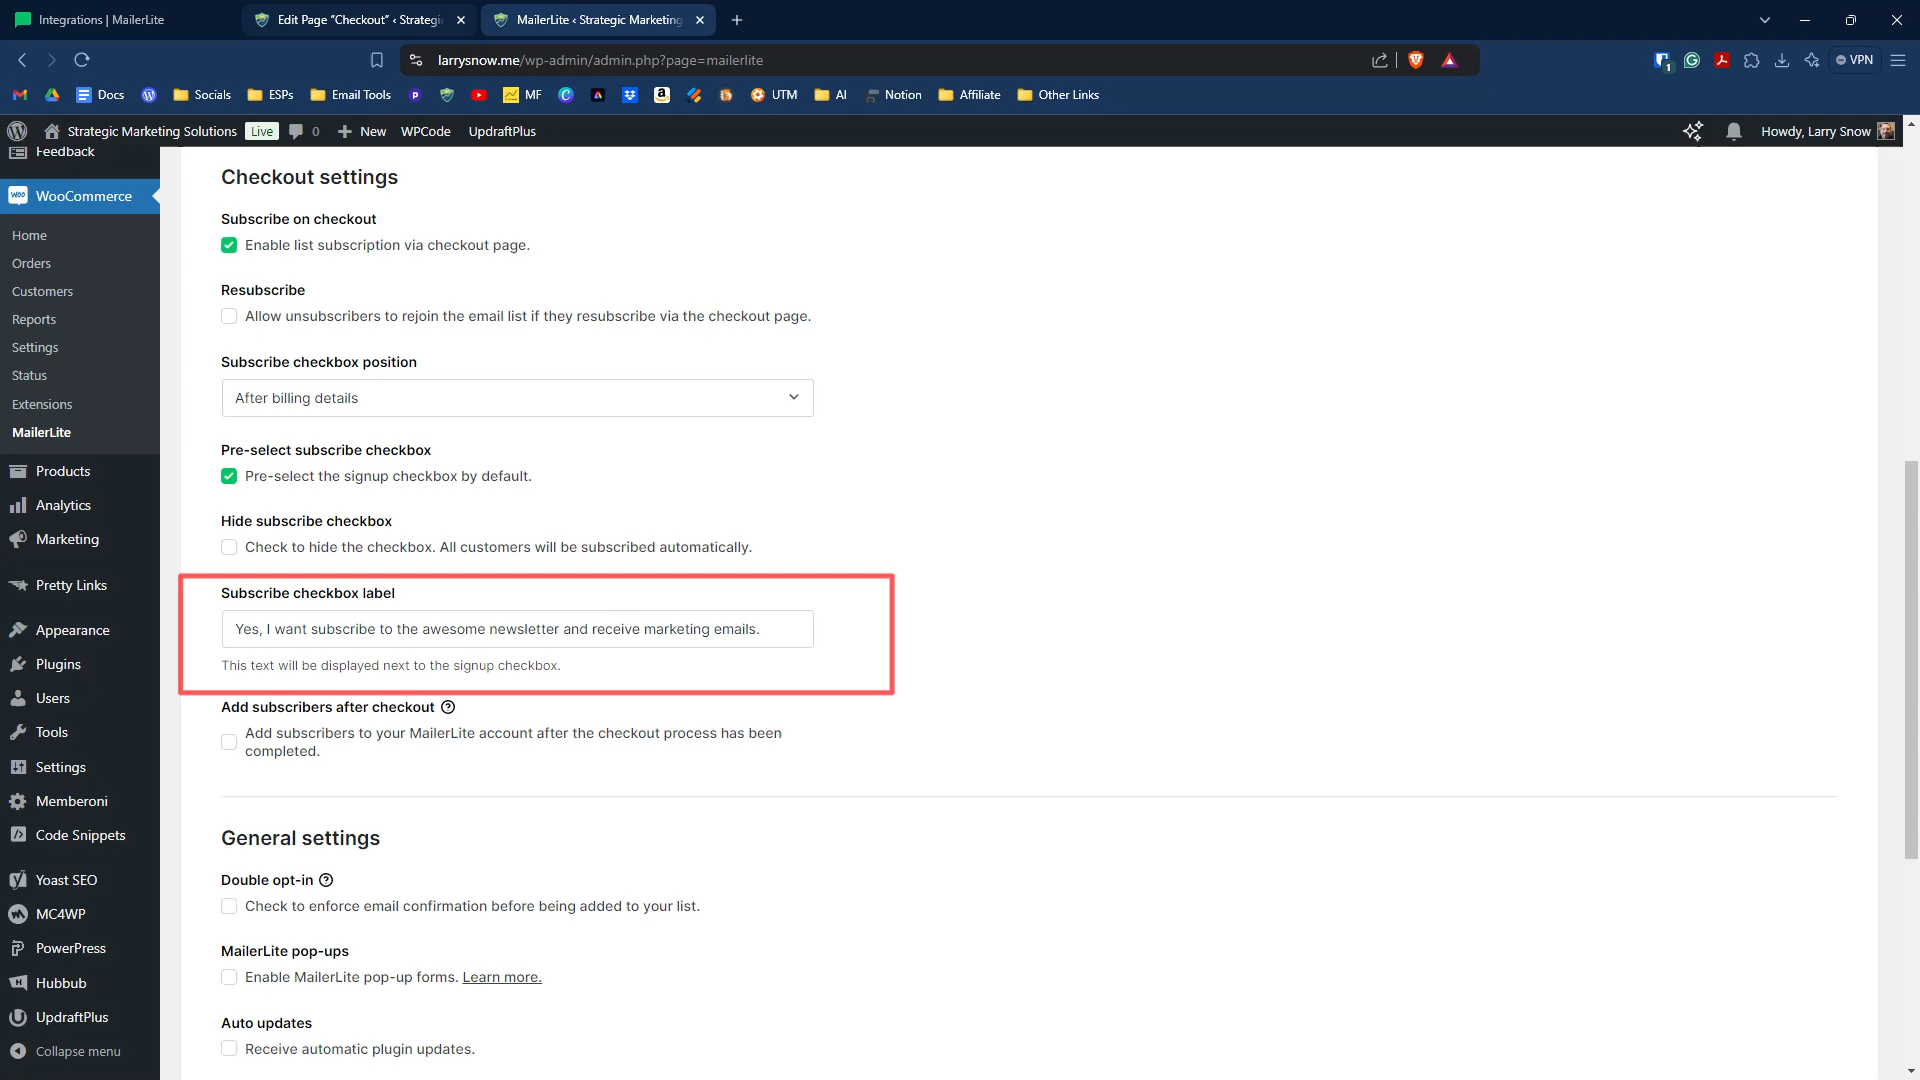 Integrations | MailerLite
Edit Page “Checkout” ‹ Strategi
MailerLite ‹ Strategic Marketing
larrysnow.me/wp-admin/admin.php?page=mailerlite
1
VPN
Docs
Socials
ESPs
Email Tools
MF
UTM
AI
Notion
Affiliate
Other Links
Strategic Marketing Solutions
Live
0
New
WPCode
UpdraftPlus
Howdy, Larry Snow
Feedback
WooCommerce
Home
Orders
Customers
Reports
Settings
Status
Extensions
MailerLite
Products
Analytics
Marketing
Pretty Links
Appearance
Plugins
Users
Tools
Settings
Memberoni
Code Snippets
Yoast SEO
MC4WP
PowerPress
Hubbub
UpdraftPlus
Collapse menu
Checkout settings
Subscribe on checkout
Enable list subscription via checkout page.
Resubscribe
Allow unsubscribers to rejoin the email list if they resubscribe via the checkout page.
Subscribe checkbox position
After billing details
Pre-select subscribe checkbox
Pre-select the signup checkbox by default.
Hide subscribe checkbox
Check to hide the checkbox. All customers will be subscribed automatically.
Subscribe checkbox label
Yes, I want subscribe to the awesome newsletter and receive marketing emails.
This text will be displayed next to the signup checkbox.
Add subscribers after checkout
Add subscribers to your MailerLite account after the checkout process has been
completed.
General settings
Double opt-in
Check to enforce email confirmation before being added to your list.
MailerLite pop-ups
Enable MailerLite pop-up forms. Learn more.
Auto updates
Receive automatic plugin updates.